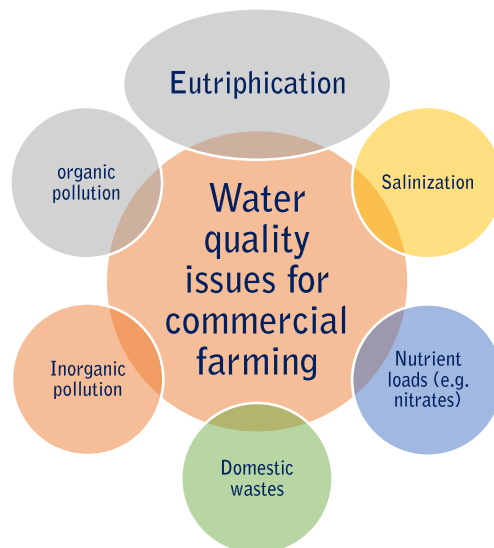 Eutriphication
organic
pollution
Salinization
Water
quality
issues for
commercial
farming
Inorganic
pollution
Nutrient
loads (e.g.
nitrates)
Domestic
wastes